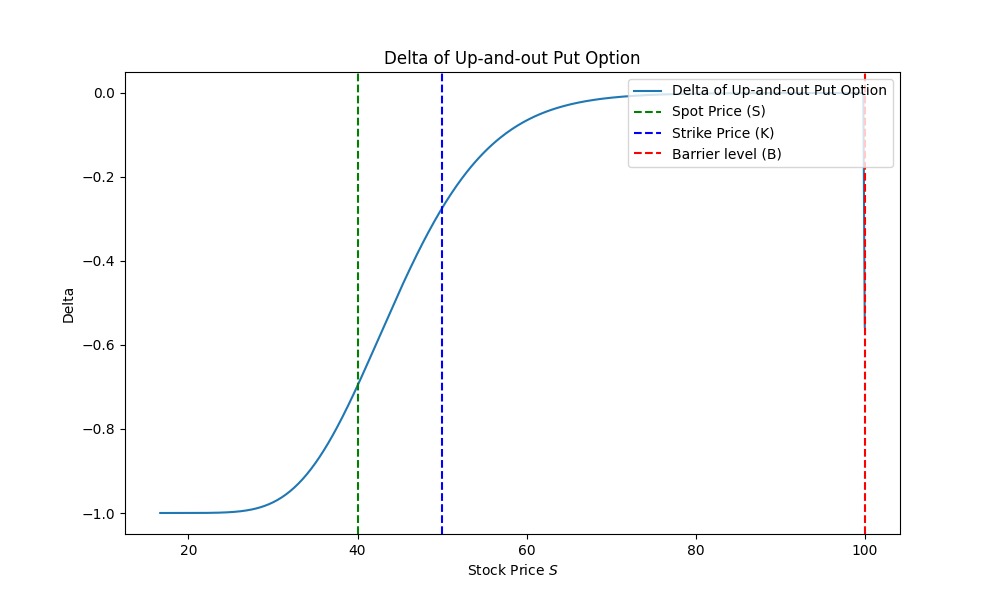 Delta of Up-and-out Put Option
Delta of Up-and-out Put Option
Spot Price (S)
Strike Price (K)
Barrier level (B)
0.0
−0.2
−0.4
−0.6
−0.8
−1.0
Delta
20 40 60 80 100
Stock Price S